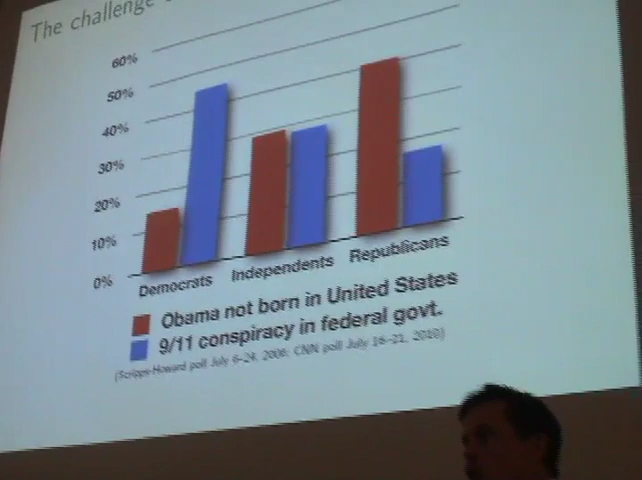 The challenge
60%
50%
40%
30%
20%
10%
0%
Democrats Independents Republicans
Obama not born in United States
9/11 conspiracy in federal govt.
(Scripps-Howard poll July 6-24, 2006; CNN poll July 16-21, 2010)